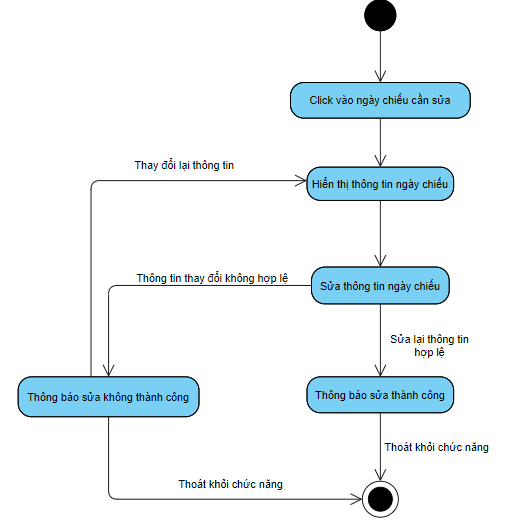 Click vào ngày chiếu cần sửa
Thay đổi lại thông tin
Hiển thị thông tin ngày chiếu
Thông tin thay đổi không hợp lệ
Sửa thông tin ngày chiếu
Sửa lại thông tin
hợp lệ
Thông báo sửa không thành công
Thông báo sửa thành công
Thoát khỏi chức năng
Thoát khỏi chức năng